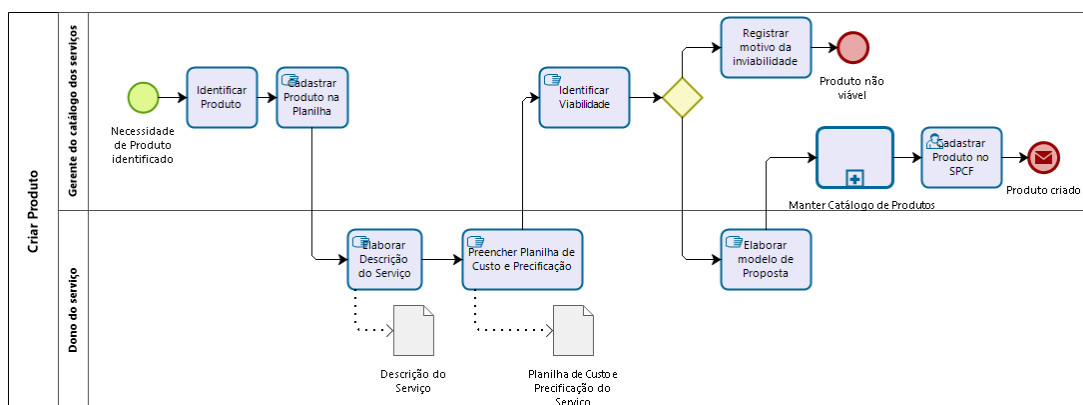 Criar Produto
Gerente do catálogo dos serviços
Necessidade
de Produto
identificado
Identificar
Produto
Cadastrar
Produto na
Planilha
Identificar
Viabilidade
Registrar
motivo da
inviabilidade
Produto não
viável
Manter Catálogo de Produtos
Cadastrar
Produto no
SPCF
Produto criado
Dono do serviço
Elaborar
Descrição
do Serviço
Preencher Planilha de
Custo e Precificação
Elaborar
modelo de
Proposta
Descrição do
Serviço
Planilha de Custo e
Precificação do
Serviço